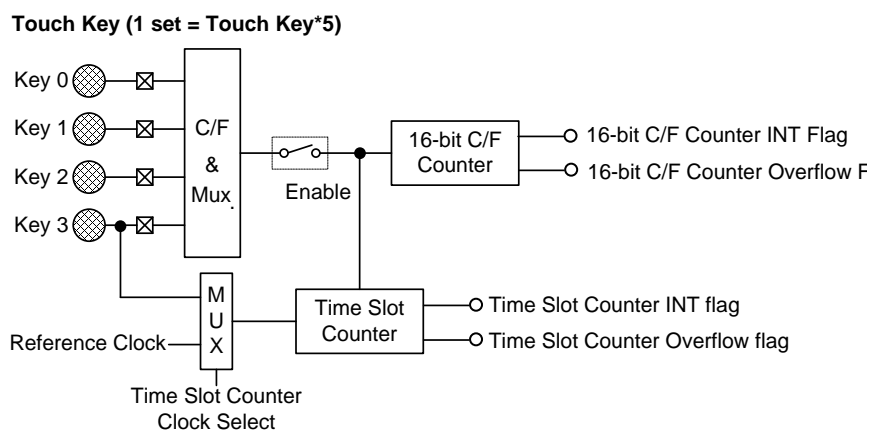 Touch Key (1 set = Touch Key*5)
Key 0
Key 1
Key 2
Key 3
C/F
&
Mux.
Enable
16-bit C/F
Counter
16-bit C/F Counter INT Flag
16-bit C/F Counter Overflow F
M
U
X
Reference Clock
Time Slot Counter
Clock Select
Time Slot
Counter
Time Slot Counter INT flag
Time Slot Counter Overflow flag